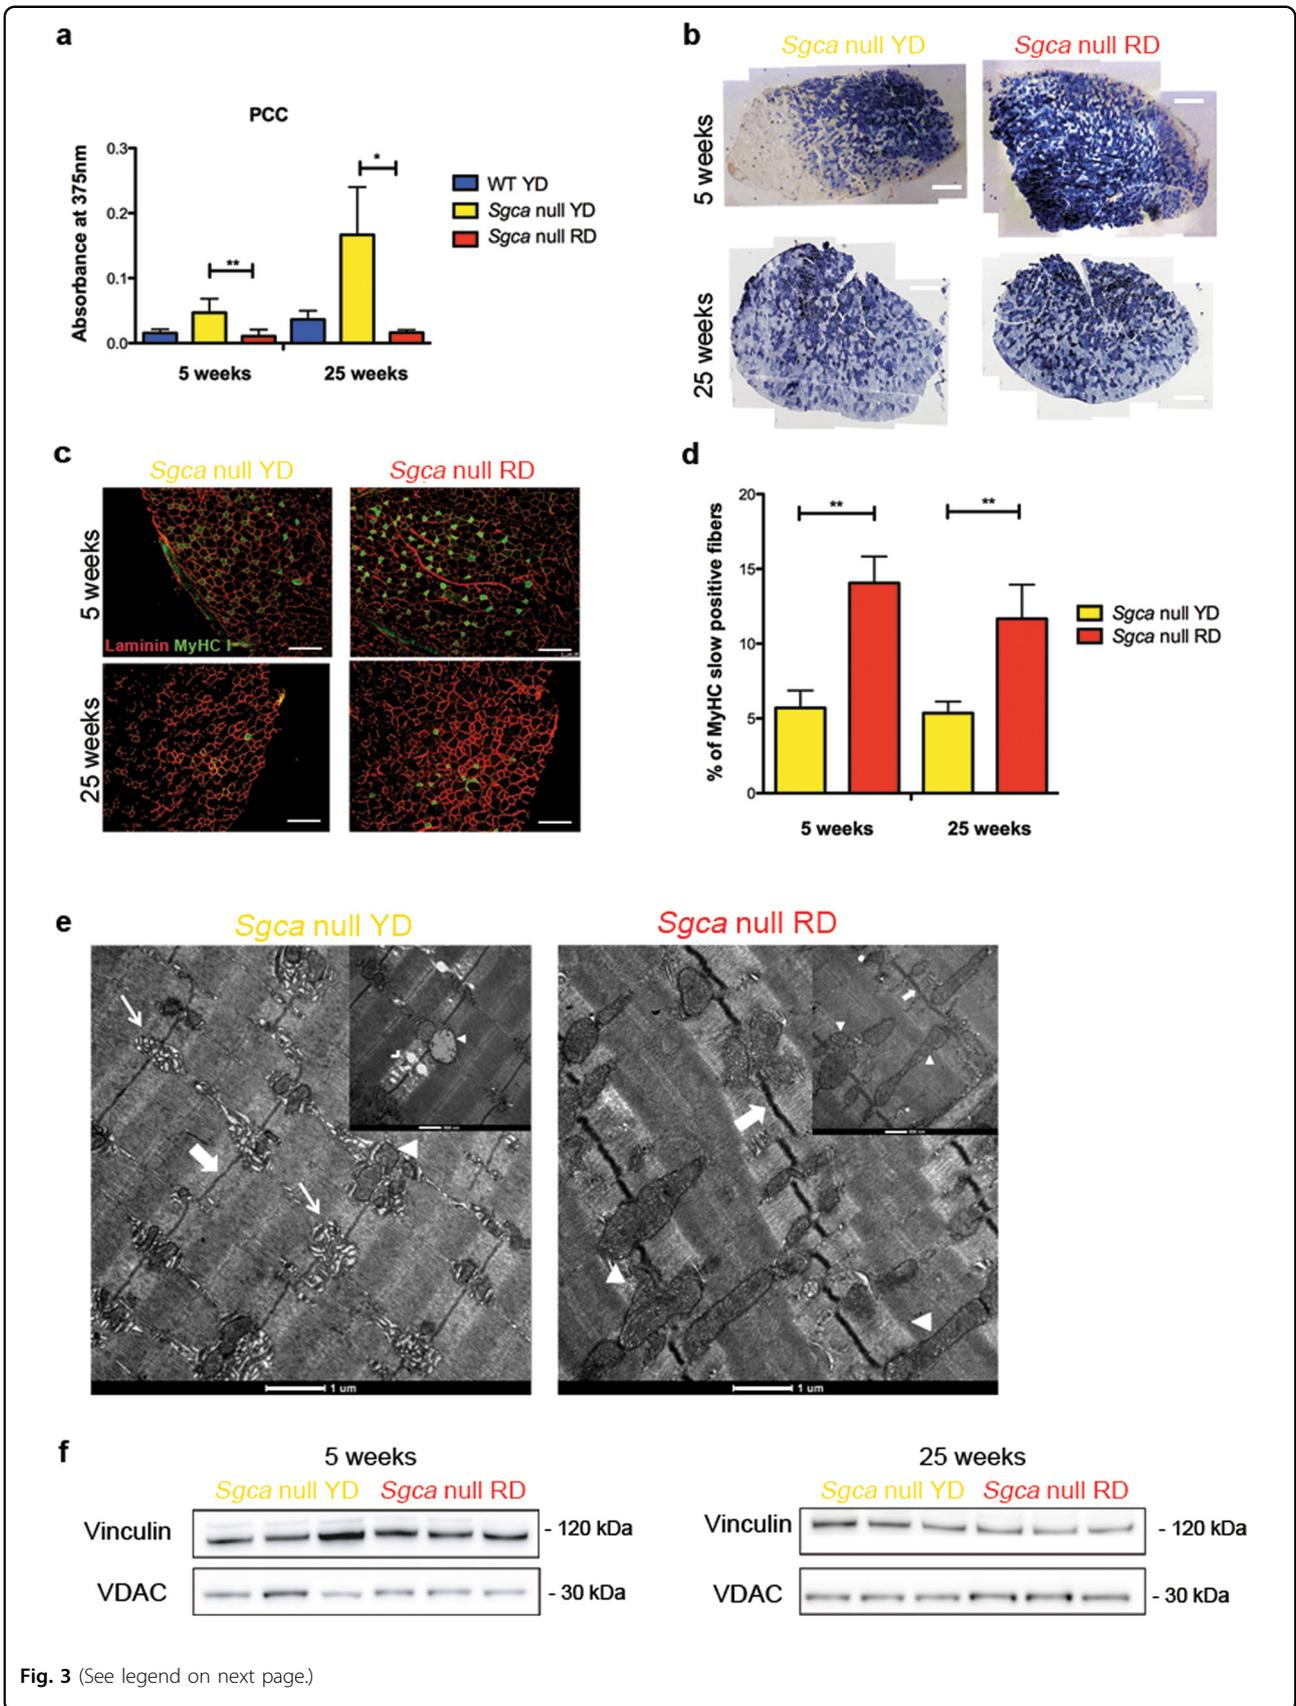 a
PCC
Absorbance at 375nm
0.3
0.2
0.1
0.0
**
*
5 weeks
25 weeks
WT YD
Sgca null YD
Sgca null RD
b
Sgca null YD
Sgca null RD
5 weeks
25 weeks
c
Sgca null YD
Sgca null RD
5 weeks
Laminin MyHC I
25 weeks
d
% of MyHC slow positive fibers
20
15
10
5
0
**
**
5 weeks
25 weeks
Sgca null YD
Sgca null RD
e
Sgca null YD
Sgca null RD
1 um
1 um
f
5 weeks
Sgca null YD
Sgca null RD
Vinculin
- 120 kDa
VDAC
- 30 kDa
25 weeks
Sgca null YD
Sgca null RD
Vinculin
- 120 kDa
VDAC
- 30 kDa
Fig. 3 (See legend on next page.)